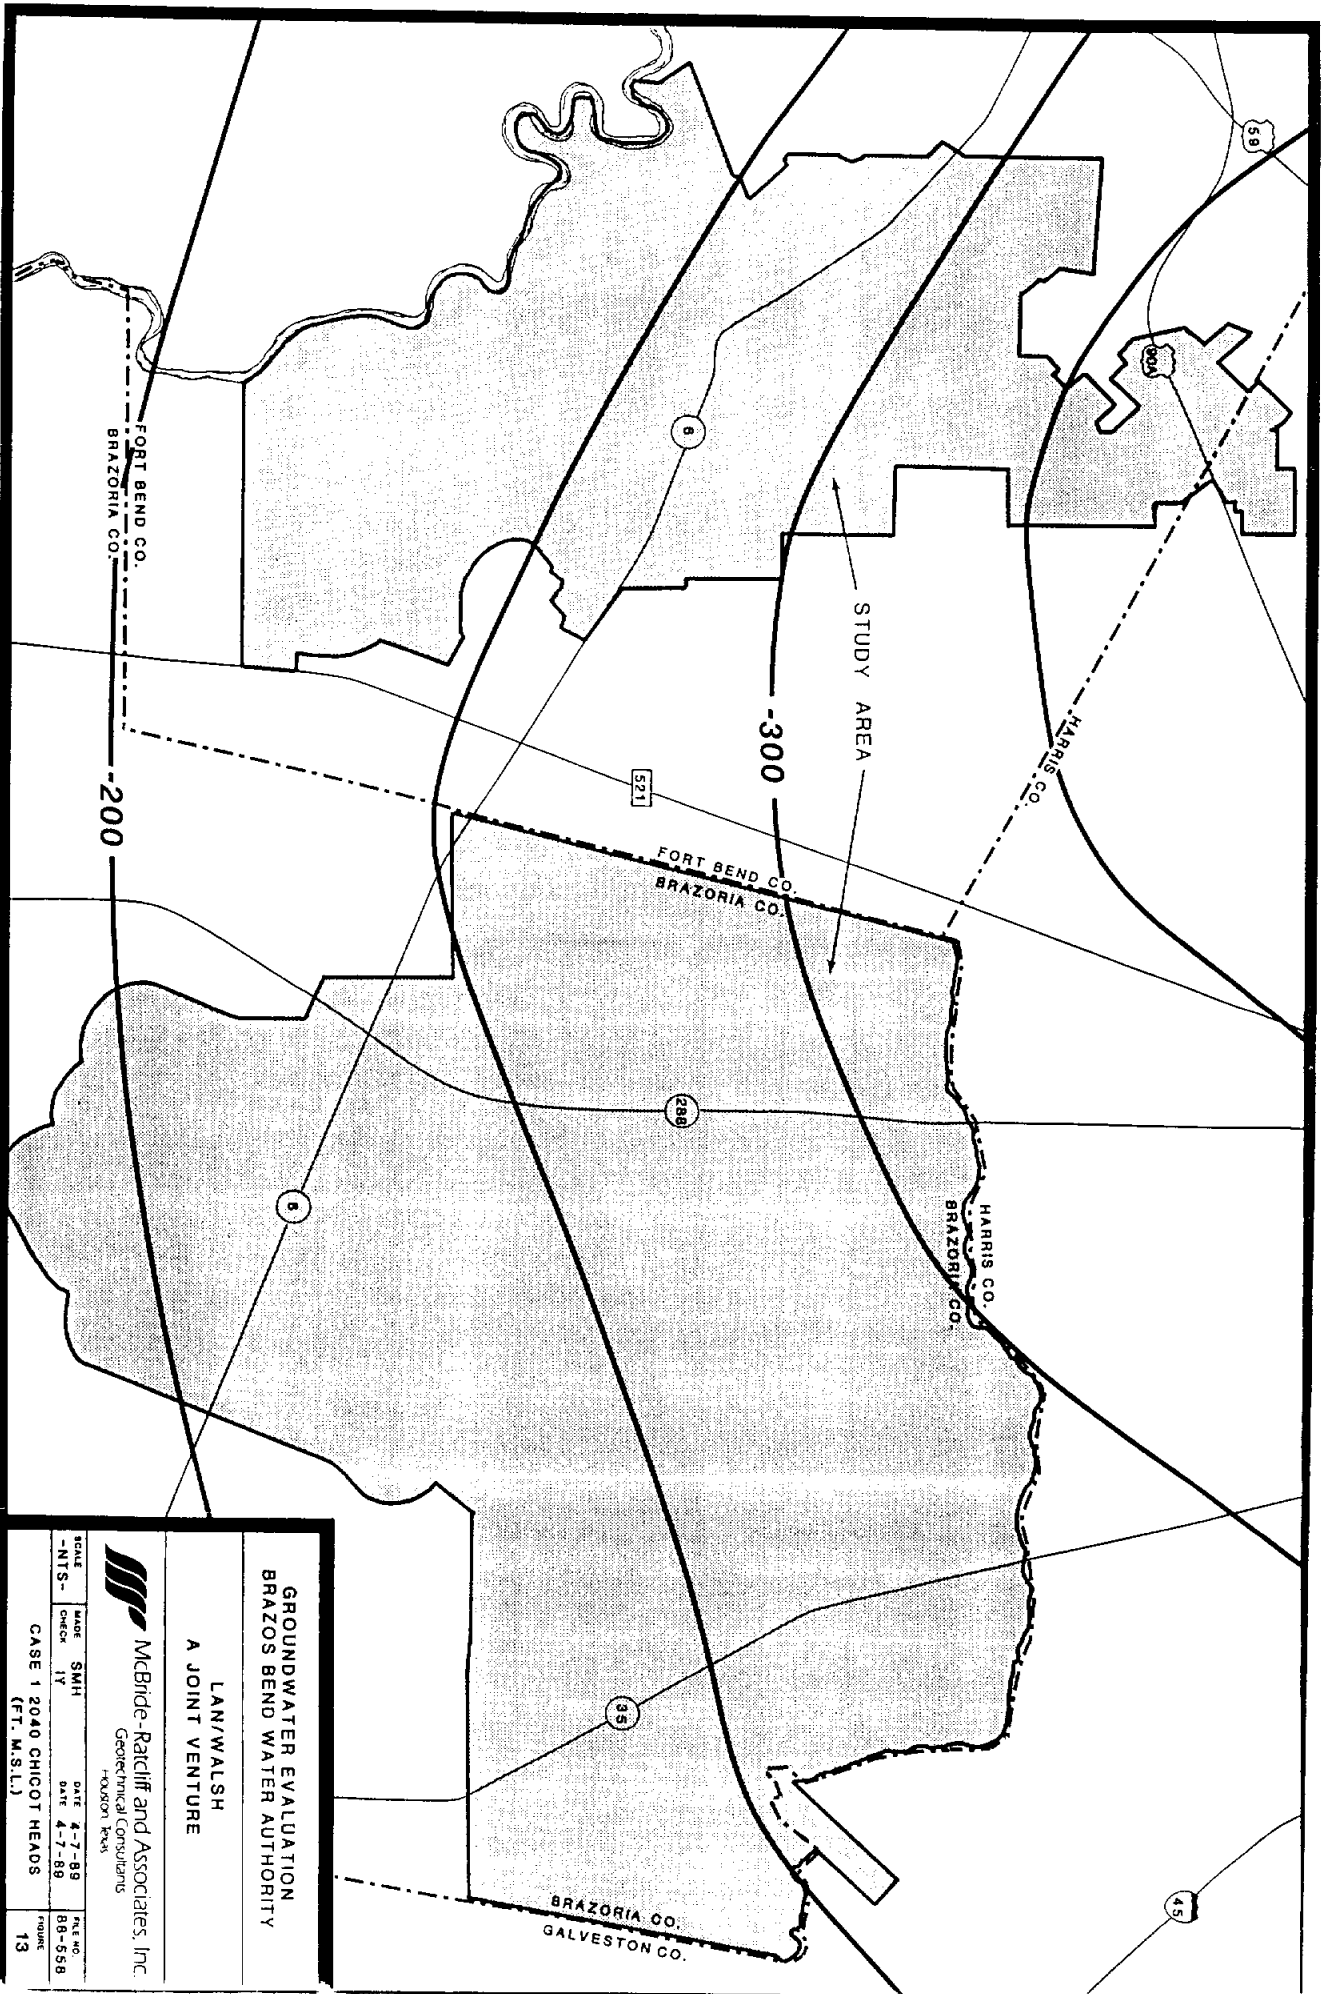 59
90A
6
FORT BEND CO.
BRAZORIA CO.
STUDY AREA
HARRIS CO.
-300
521
-200
FORT BEND CO.
BRAZORIA CO.
288
6
HARRIS CO.
BRAZORIA CO.
35
45
BRAZORIA CO.
GALVESTON CO.
GROUNDWATER EVALUATION
BRAZOS BEND WATER AUTHORITY
LAN/WALSH
A JOINT VENTURE
McBride-Ratcliff and Associates, Inc.
Geotechnical Consultants
Houston Texas
SCALE
-NTS-
MADE SMH
DATE 4-7-89
FILE NO.
88-558
CHECK IY
DATE 4-7-89
CASE 1 2040 CHICOT HEADS
(FT. M.S.L.)
FIGURE
13